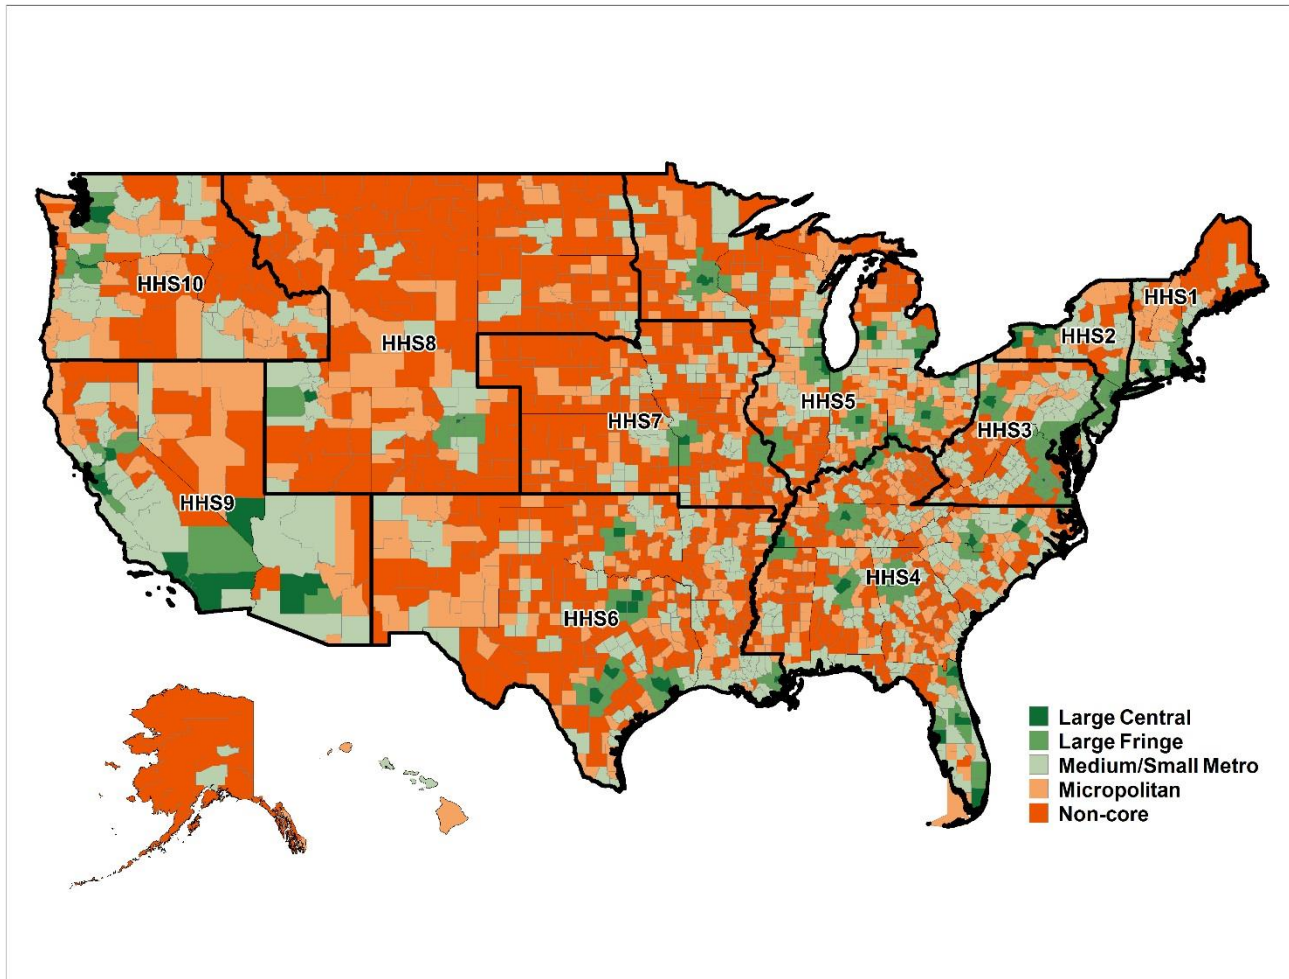 HHS1
HHS10
HHS2
HHS8
HHS5
HHS7
HHS3
HHS9
HHS4
HHS6
Large Central
Large Fringe
Medium/Small Metro
Micropolitan
Non-core